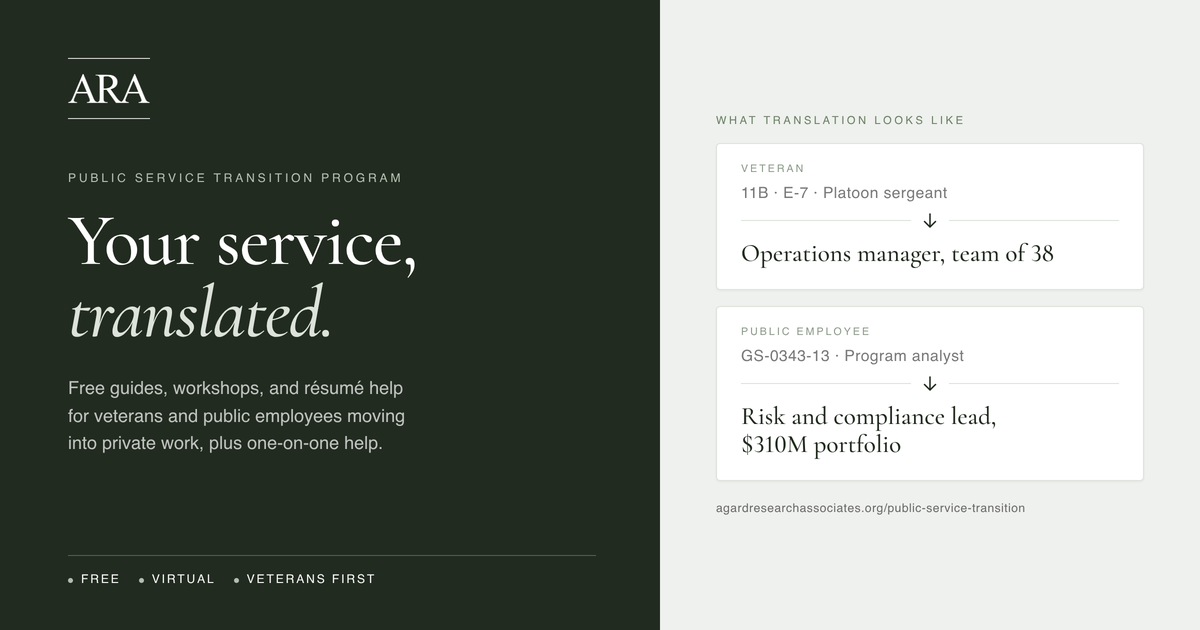 ARA
PUBLIC SERVICE TRANSITION PROGRAM
Your service,
translated.
Free guides, workshops, and résumé help
for veterans and public employees moving
into private work, plus one-on-one help.
• FREE • VIRTUAL • VETERANS FIRST
WHAT TRANSLATION LOOKS LIKE
VETERAN
11B · E-7 · Platoon sergeant
↓
Operations manager, team of 38
PUBLIC EMPLOYEE
GS-0343-13 · Program analyst
↓
Risk and compliance lead,
$310M portfolio
agardresearchassociates.org/public-service-transition